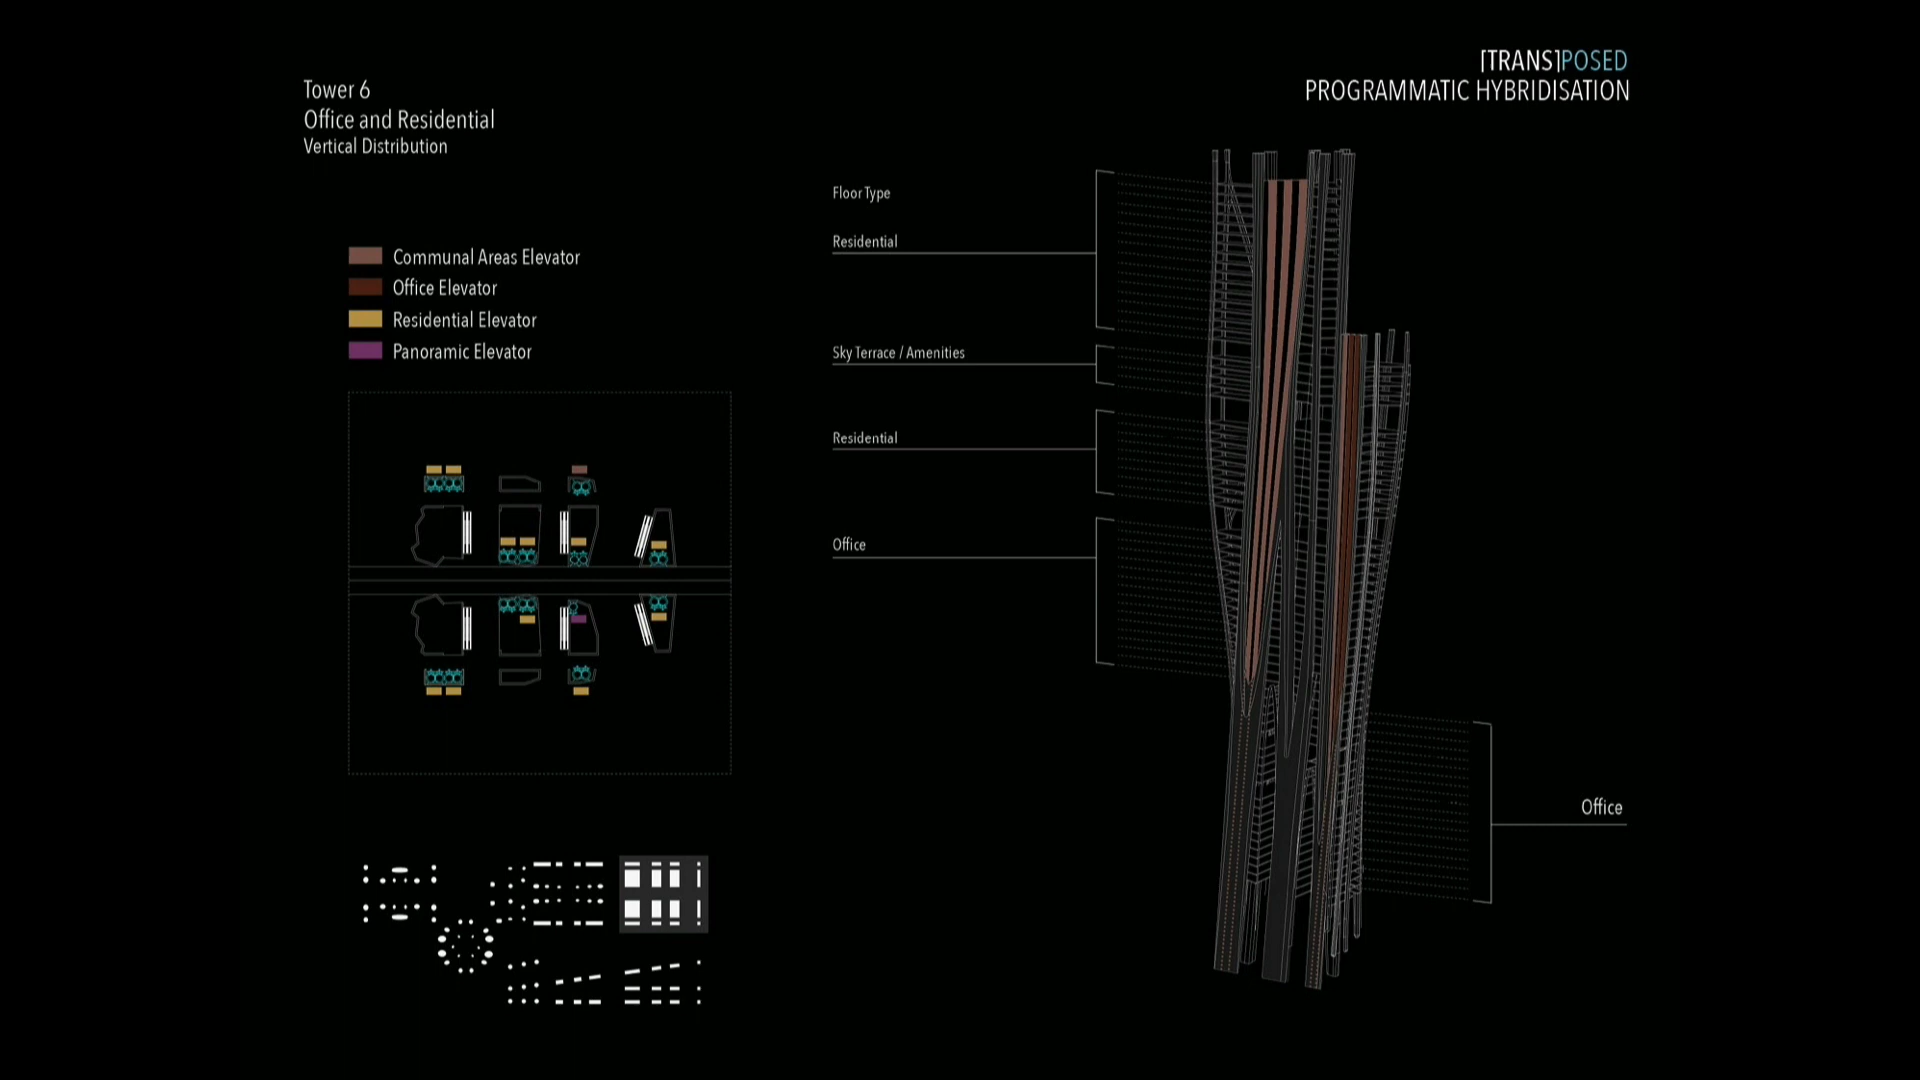 [TRANS]POSED
PROGRAMMATIC HYBRIDISATION
Tower 6
Office and Residential
Vertical Distribution
Communal Areas Elevator
Office Elevator
Residential Elevator
Panoramic Elevator
Floor Type
Residential
Sky Terrace / Amenities
Residential
Office
Office